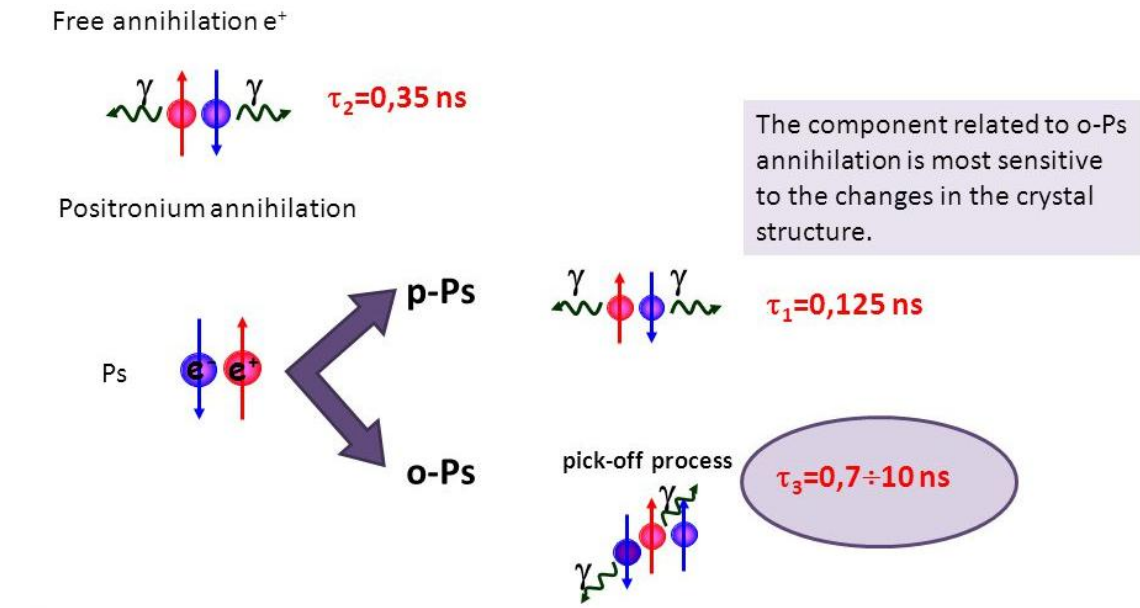 Free annihilation e⁺
γ γ
τ₂=0,35 ns
The component related to o-Ps
annihilation is most sensitive
to the changes in the crystal
structure.
Positronium annihilation
p-Ps
γ γ
τ₁=0,125 ns
Ps
e⁻ e⁺
o-Ps
pick-off process
γ
γ
τ₃=0,7÷10 ns